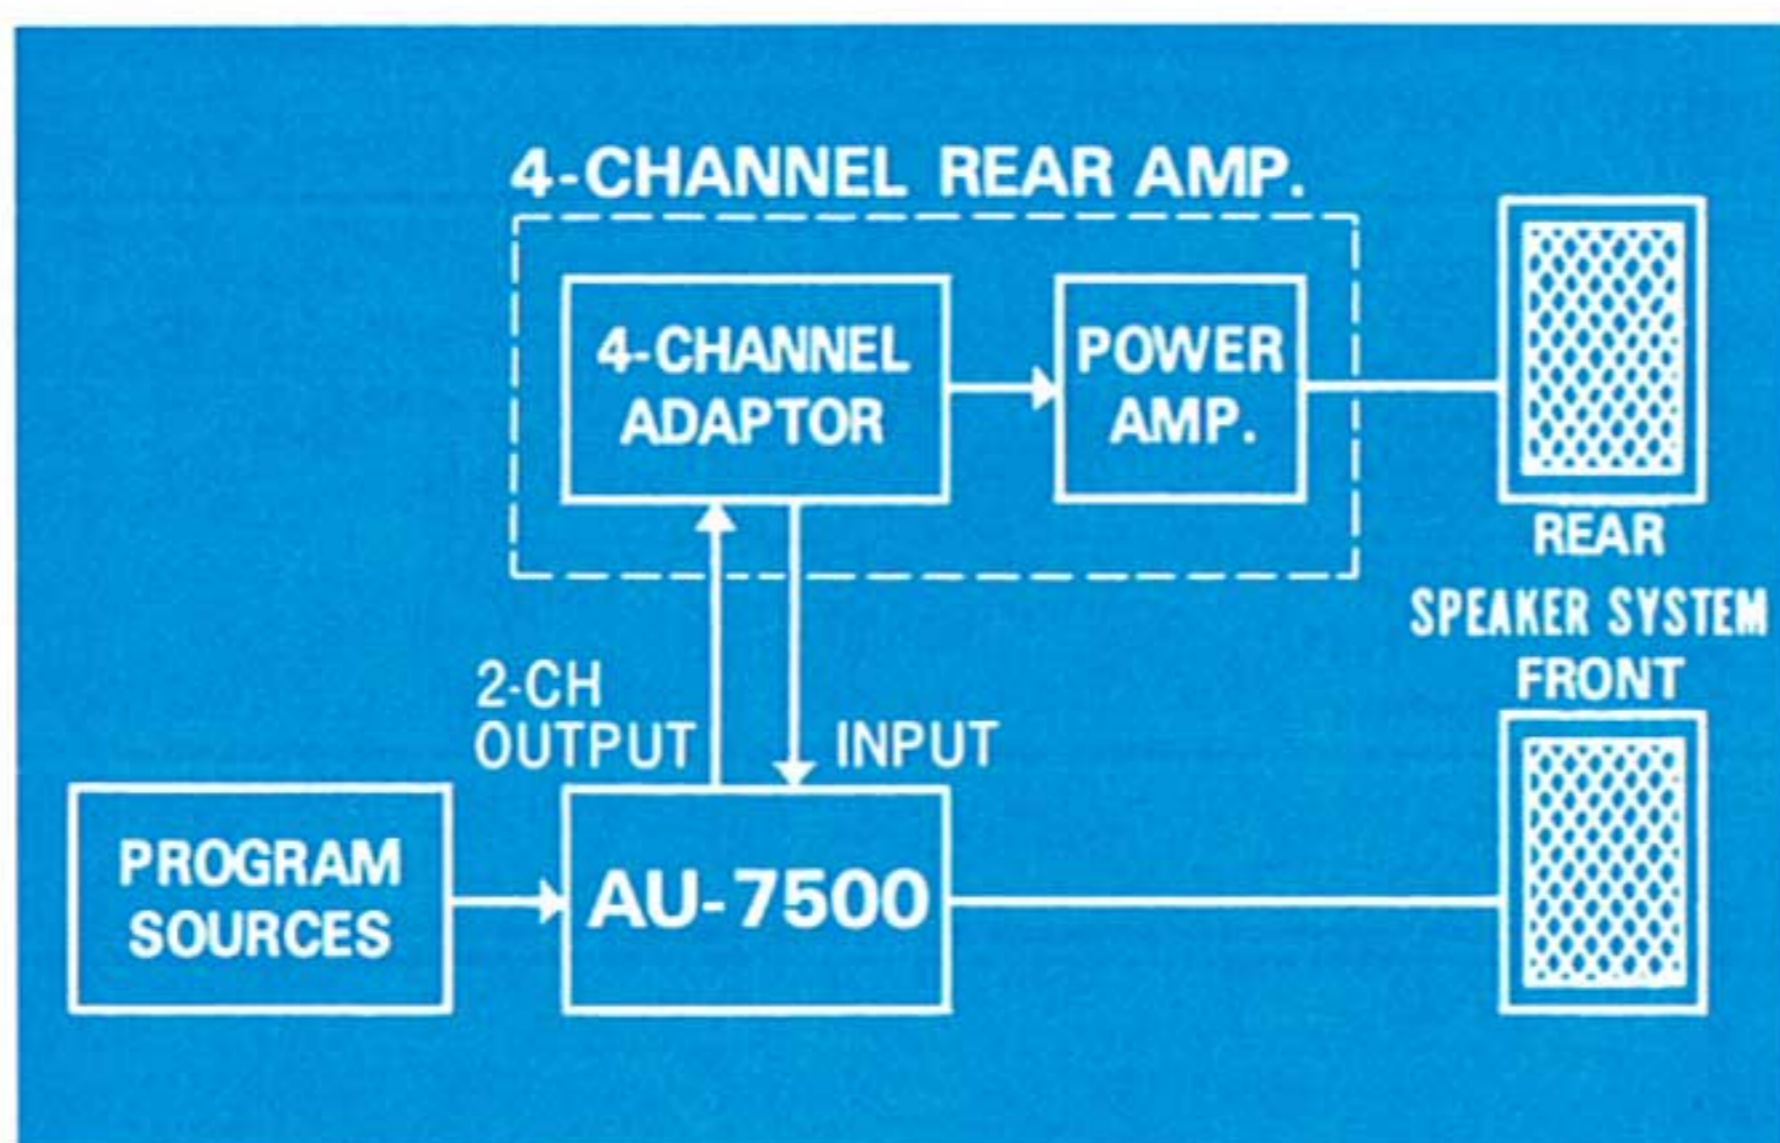 4-CHANNEL REAR AMP.
4-CHANNEL
ADAPTOR
POWER
AMP.
REAR
SPEAKER SYSTEM
FRONT
2-CH
OUTPUT
INPUT
PROGRAM
SOURCES
AU-7500